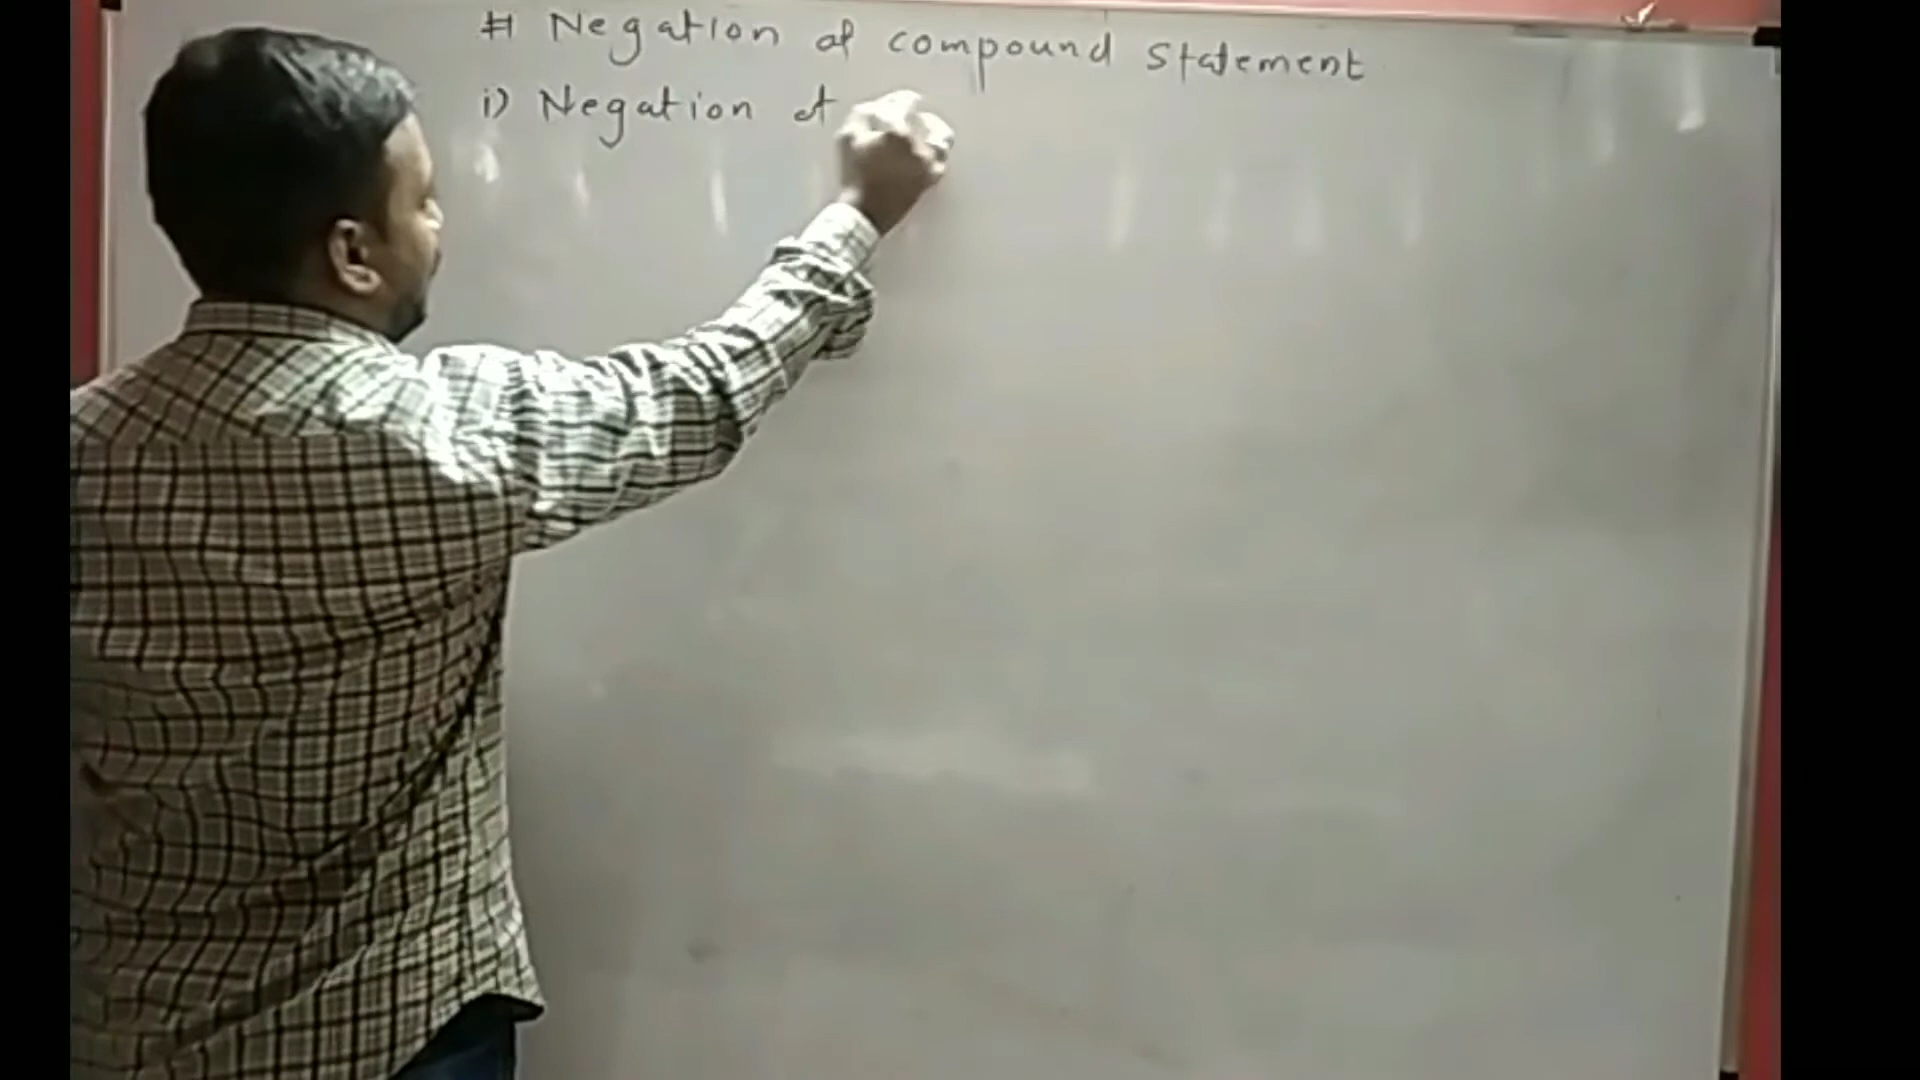 # Negation of compound statement
i) Negation of